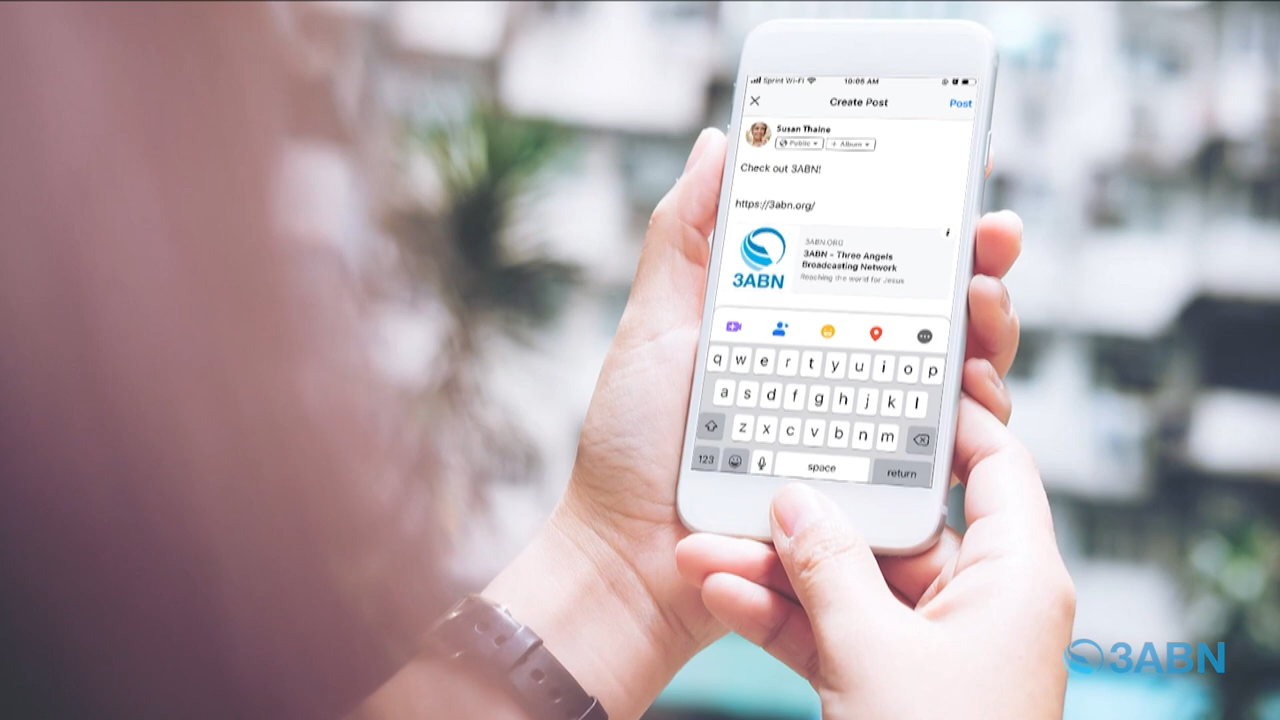 Sprint Wi-Fi 10:05 AM
Create Post Post
Susan Thaine
Public + Album
Check out 3ABN!
https://3abn.org/
3ABN.ORG
3ABN – Three Angels
Broadcasting Network
Reaching the world for Jesus
3ABN
q w e r t y u i o p
a s d f g h j k l
z x c v b n m
123 space return
3ABN